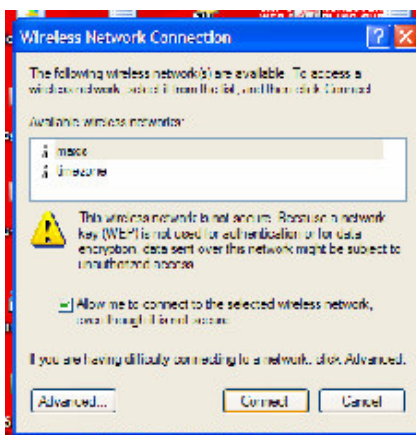 Wireless Network Connection
The following wireless network(s) are available. To access a
wireless network, select it from the list, and then click Connect.
Available wireless networks:
timezone
This wireless network is not secure. Because a network
key (WEP) is not used for authentication or for data
encryption, data sent over this network might be subject to
unauthorized access.
Allow me to connect to the selected wireless network,
even though it is not secure
If you are having difficulty connecting to a network, click Advanced.
Advanced...
Connect
Cancel